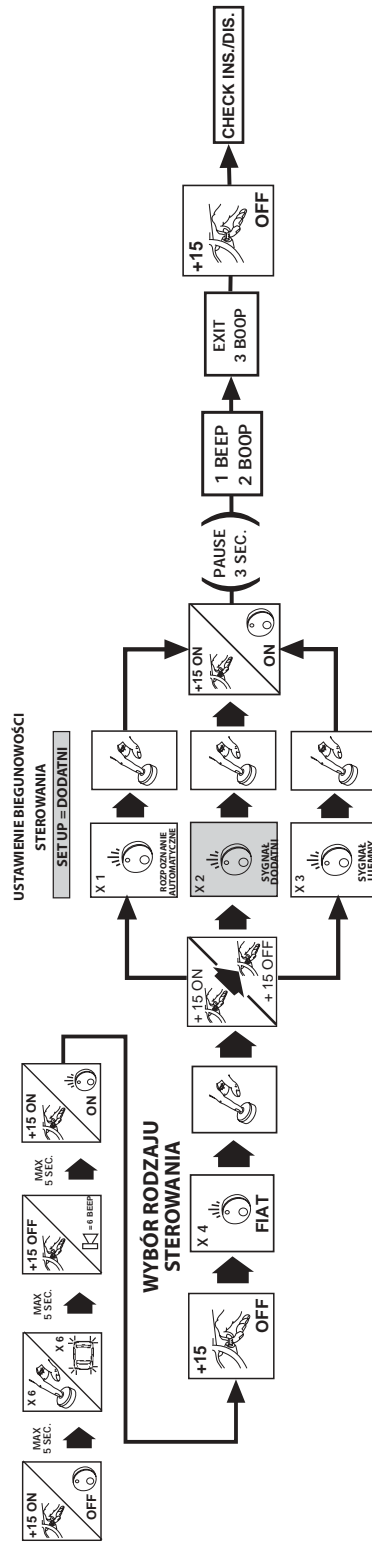 +15 ON
OFF
MAX
5 SEC.
X 6
X 6
MAX
5 SEC.
+15 OFF
=6 BEEP
MAX
5 SEC.
+15 ON
ON
WYBÓR RODZAJU
STEROWANIA
+15
OFF
X 4
FIAT
+ 15 ON
+ 15 OFF
USTAWIENIE BIEGUNOWOŚCI
STEROWANIA
SET UP = DODATNI
X 1
ROZPOZNANIE
AUTOMATYCZNE
X 2
SYGNAŁ
DODATNI
X 3
SYGNAŁ
UJEMNY
+15 ON
ON
PAUSE
3 SEC.
1 BEEP
2 BOOP
EXIT
3 BOOP
+15
OFF
CHECK INS./DIS.